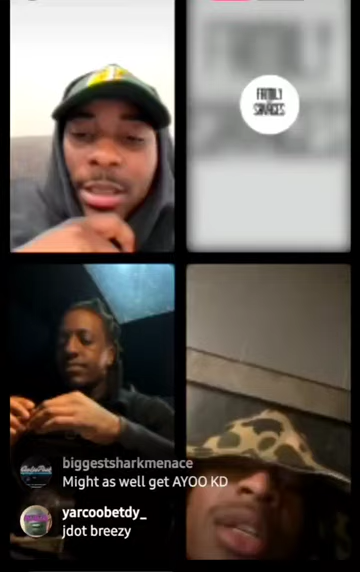 FAMILY
SAVAGES
biggestsharkmenace
Might as well get AYOO KD
yarcoobetdy_
jdot breezy